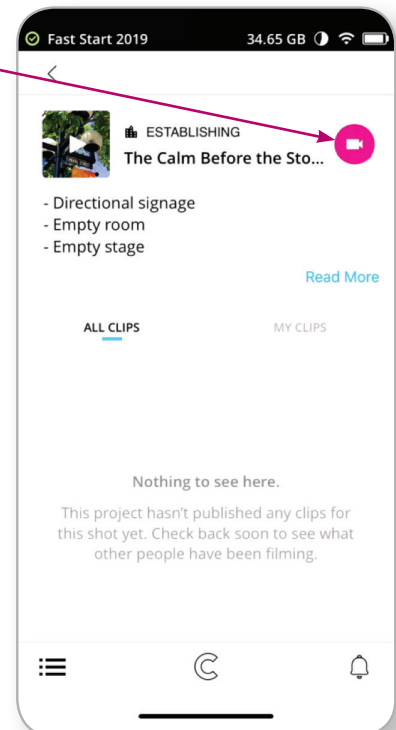 Fast Start 2019 34.65 GB
ESTABLISHING
The Calm Before the Sto...
- Directional signage
- Empty room
- Empty stage
Read More
ALL CLIPS MY CLIPS
Nothing to see here.
This project hasn't published any clips for
this shot yet. Check back soon to see what
other people have been filming.